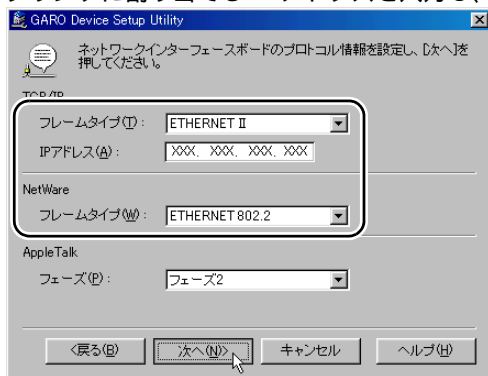 GARO Device Setup Utility
ネットワークインターフェースボードのプロトコル情報を設定し、[次へ]を
押してください。
TCP/IP
フレームタイプ(T):
ETHERNET II
IPアドレス(A):
XXX. XXX. XXX. XXX
NetWare
フレームタイプ(W):
ETHERNET 802.2
AppleTalk
フェーズ(P):
フェーズ2
<戻る(B)
次へ(N)>
キャンセル
ヘルプ(H)